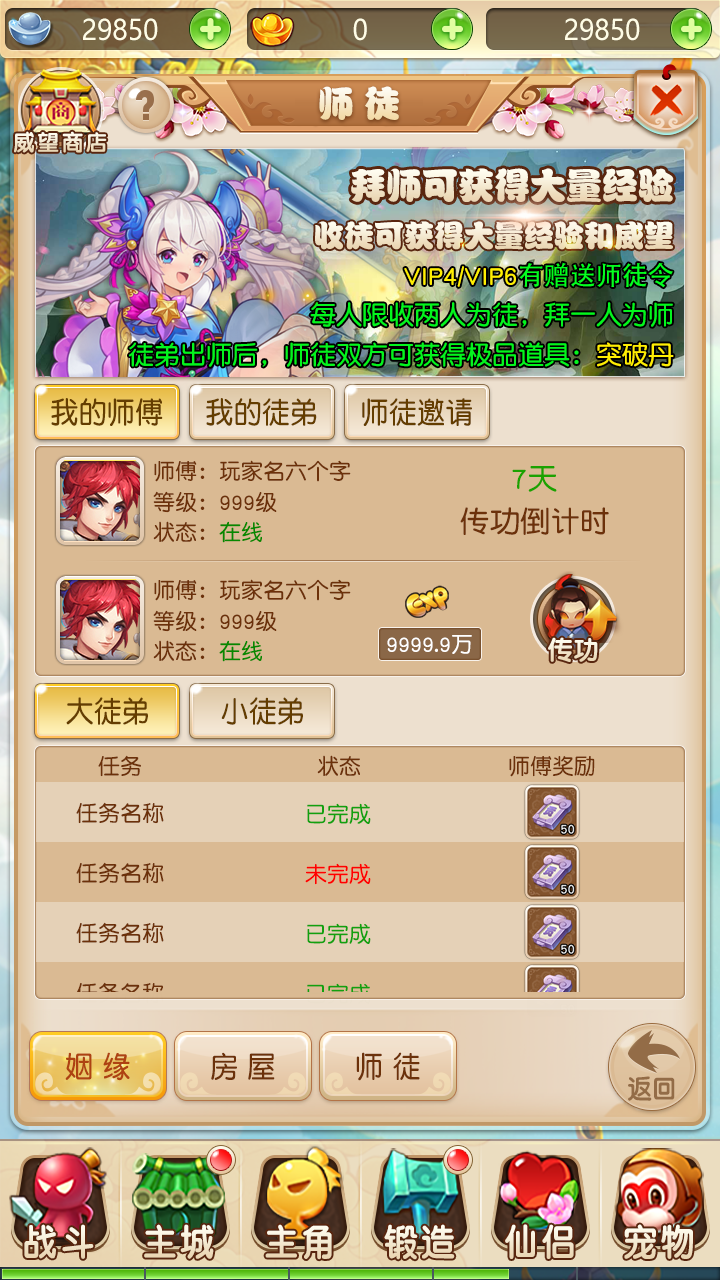 29850
0
29850
商
威望商店
?
师徒
拜师可获得大量经验
收徒可获得大量经验和威望
VIP4/VIP6有赠送师徒令
每人限收两人为徒，拜一人为师
徒弟出师后，师徒双方可获得极品道具：突破丹
我的师傅 我的徒弟 师徒邀请
师傅：玩家名六个字
等级：999级
状态：在线
7天
传功倒计时
师傅：玩家名六个字
等级：999级
状态：在线
EXP
9999.9万
传功
大徒弟 小徒弟
任务 状态 师傅奖励
任务名称 已完成 50
任务名称 未完成 50
任务名称 已完成 50
任务名称 已完成
姻缘 房屋 师徒 返回
战斗 主城 主角 锻造 仙侣 宠物